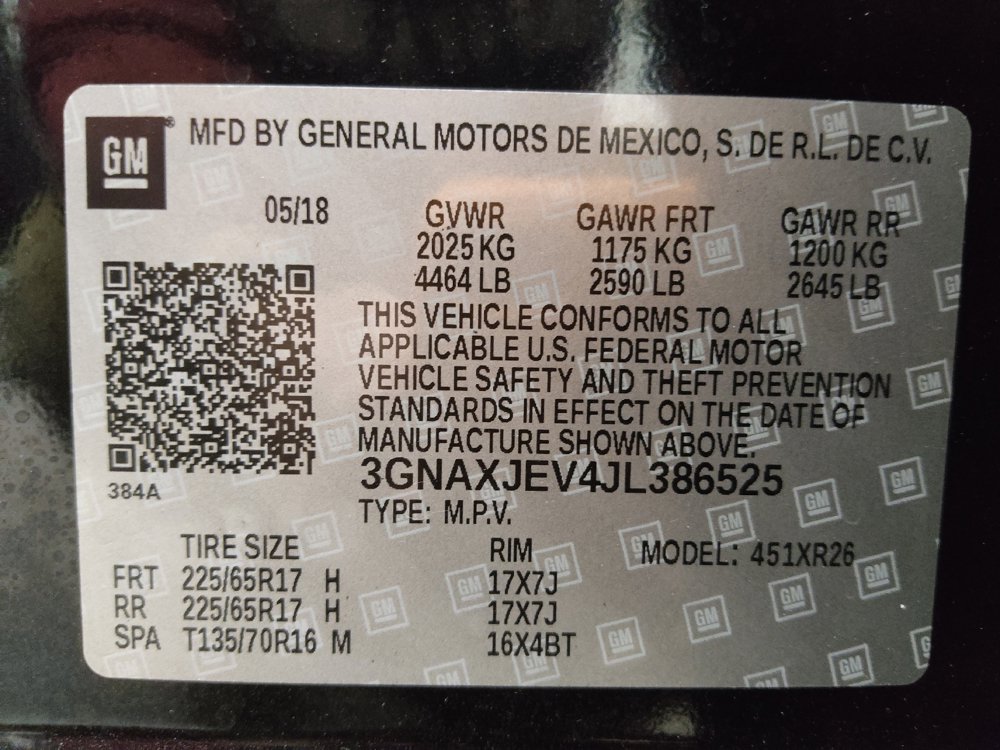 GM® MFD BY GENERAL MOTORS DE MEXICO, S. DE R.L. DE C.V.
05/18 GVWR GAWR FRT GAWR RR
2025 KG 1175 KG 1200 KG
4464 LB 2590 LB 2645 LB
THIS VEHICLE CONFORMS TO ALL
APPLICABLE U.S. FEDERAL MOTOR
VEHICLE SAFETY AND THEFT PREVENTION
STANDARDS IN EFFECT ON THE DATE OF
MANUFACTURE SHOWN ABOVE.
3GNAXJEV4JL386525
384A
TYPE: M.P.V.
TIRE SIZE RIM MODEL: 451XR26
FRT 225/65R17 H 17X7J
RR 225/65R17 H 17X7J
SPA T135/70R16 M 16X4BT